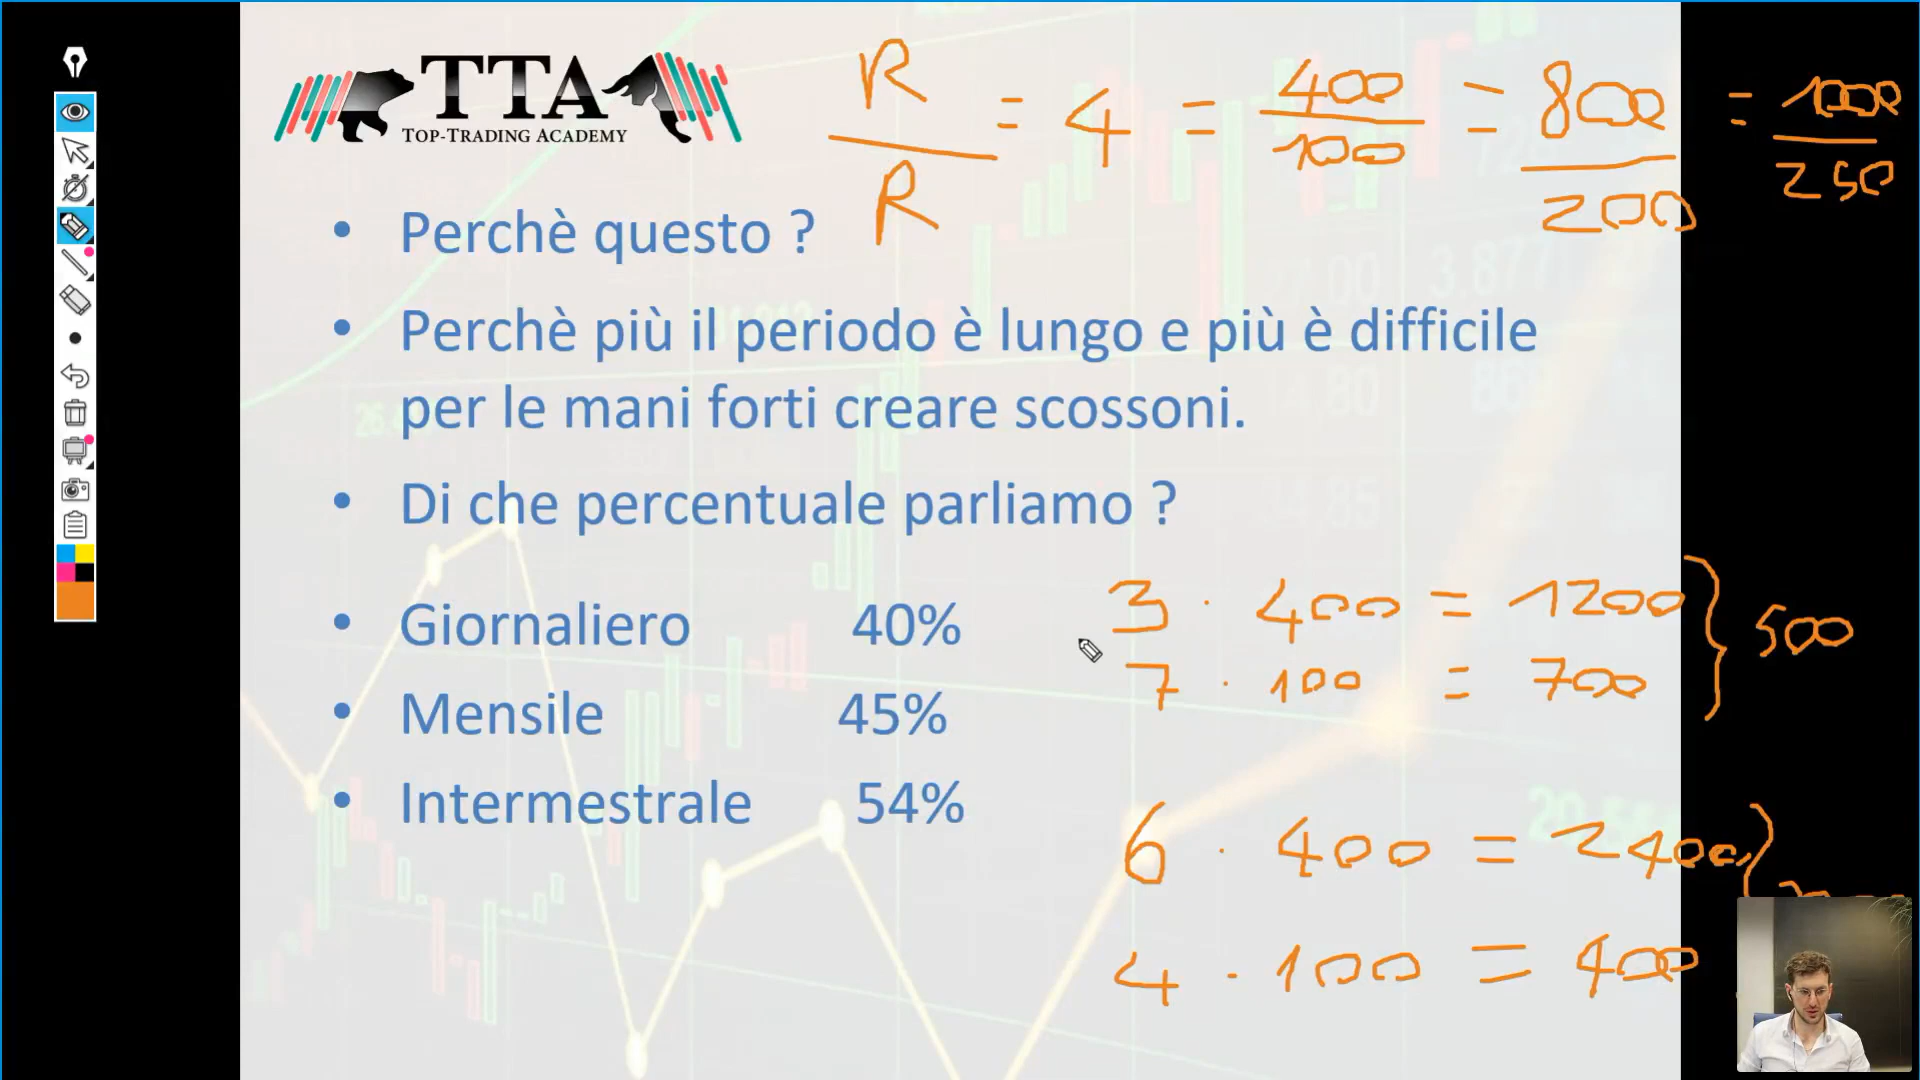 TTA
TOP-TRADING ACADEMY
R / R = 4 = 400 / 100 = 800 / 200 = 1000 / 250
• Perchè questo ?
• Perchè più il periodo è lungo e più è difficile
per le mani forti creare scossoni.
• Di che percentuale parliamo ?
• Giornaliero 40%
• Mensile 45%
• Intermestrale 54%
3 · 400 = 1200
7 · 100 = 700
} 500
6 · 400 = 2400
4 · 100 = 400